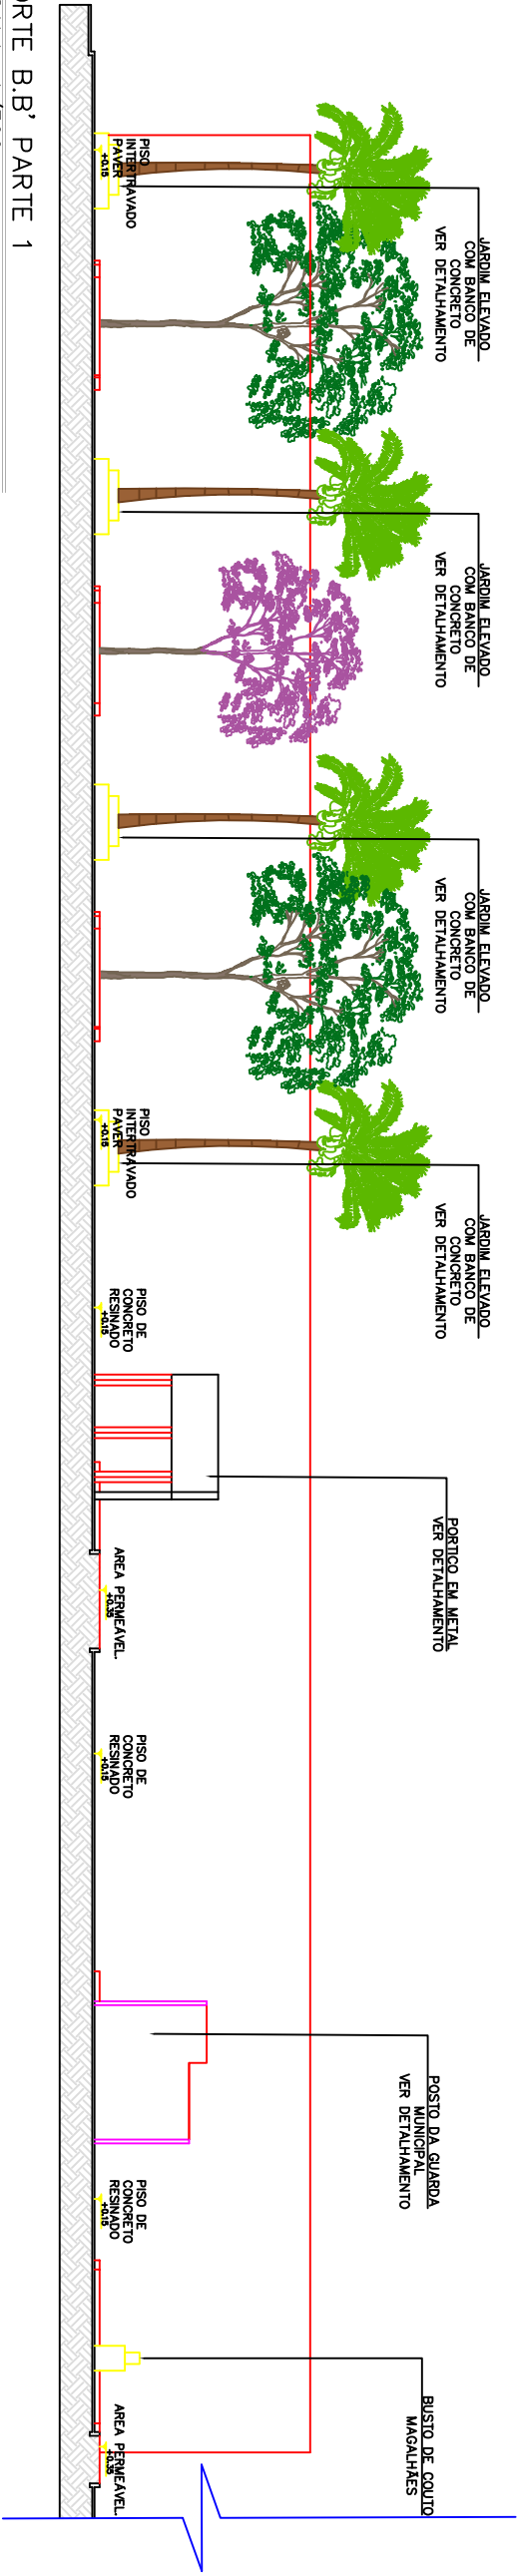 JARDIM ELEVADO
COM BANCO DE
CONCRETO
VER DETALHAMENTO
JARDIM ELEVADO
COM BANCO DE
CONCRETO
VER DETALHAMENTO
JARDIM ELEVADO
COM BANCO DE
CONCRETO
VER DETALHAMENTO
JARDIM ELEVADO
COM BANCO DE
CONCRETO
VER DETALHAMENTO
PORTICO EM METAL
VER DETALHAMENTO
POSTO DA GUARDA
MUNICIPAL
VER DETALHAMENTO
BUSTO DE COUTO
MAGALHÃES
PISO
INTERTRAVADO
PAVER
+0.15
PISO
INTERTRAVADO
PAVER
+0.15
PISO DE
CONCRETO
RESINADO
+0.15
AREA PERMEÁVEL.
+0.35
PISO DE
CONCRETO
RESINADO
+0.15
PISO DE
CONCRETO
RESINADO
+0.15
AREA PERMEÁVEL.
+0.35
ORTE B.B' PARTE 1